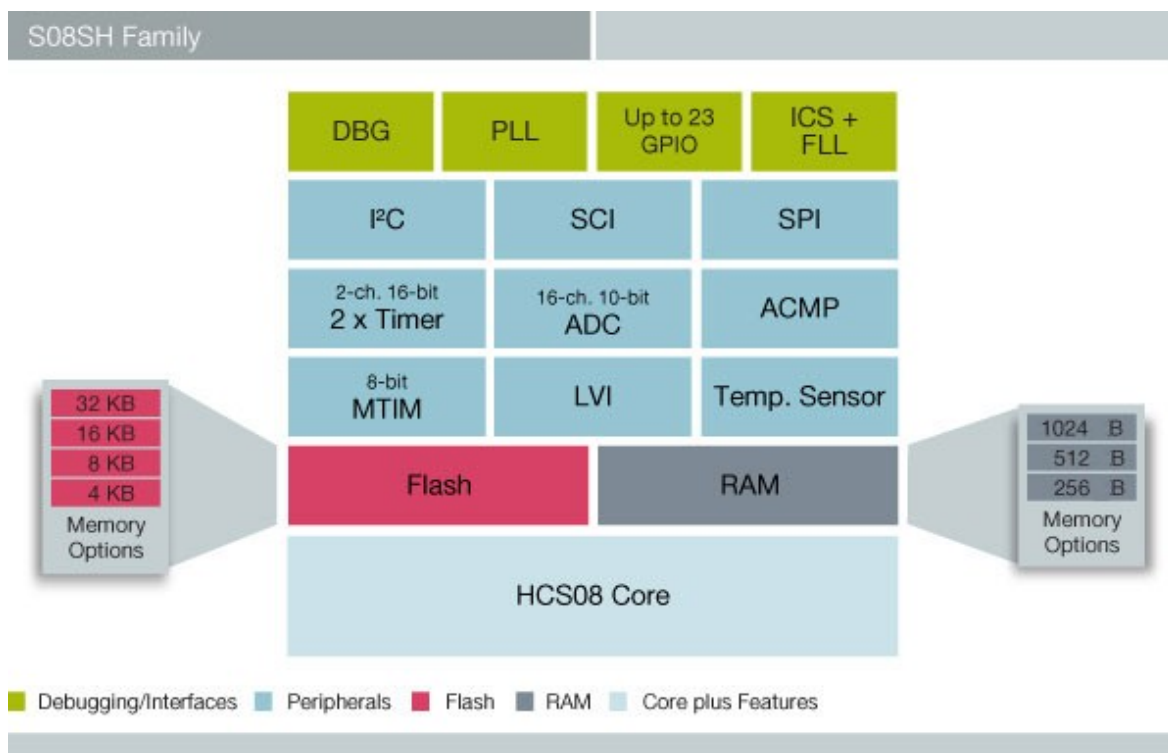 S08SH Family
DBG
PLL
Up to 23
GPIO
ICS +
FLL
I²C
SCI
SPI
2-ch. 16-bit
2 x Timer
16-ch. 10-bit
ADC
ACMP
8-bit
MTIM
LVI
Temp. Sensor
32 KB
16 KB
8 KB
4 KB
Memory
Options
Flash
RAM
1024 B
512 B
256 B
Memory
Options
HCS08 Core
Debugging/Interfaces
Peripherals
Flash
RAM
Core plus Features